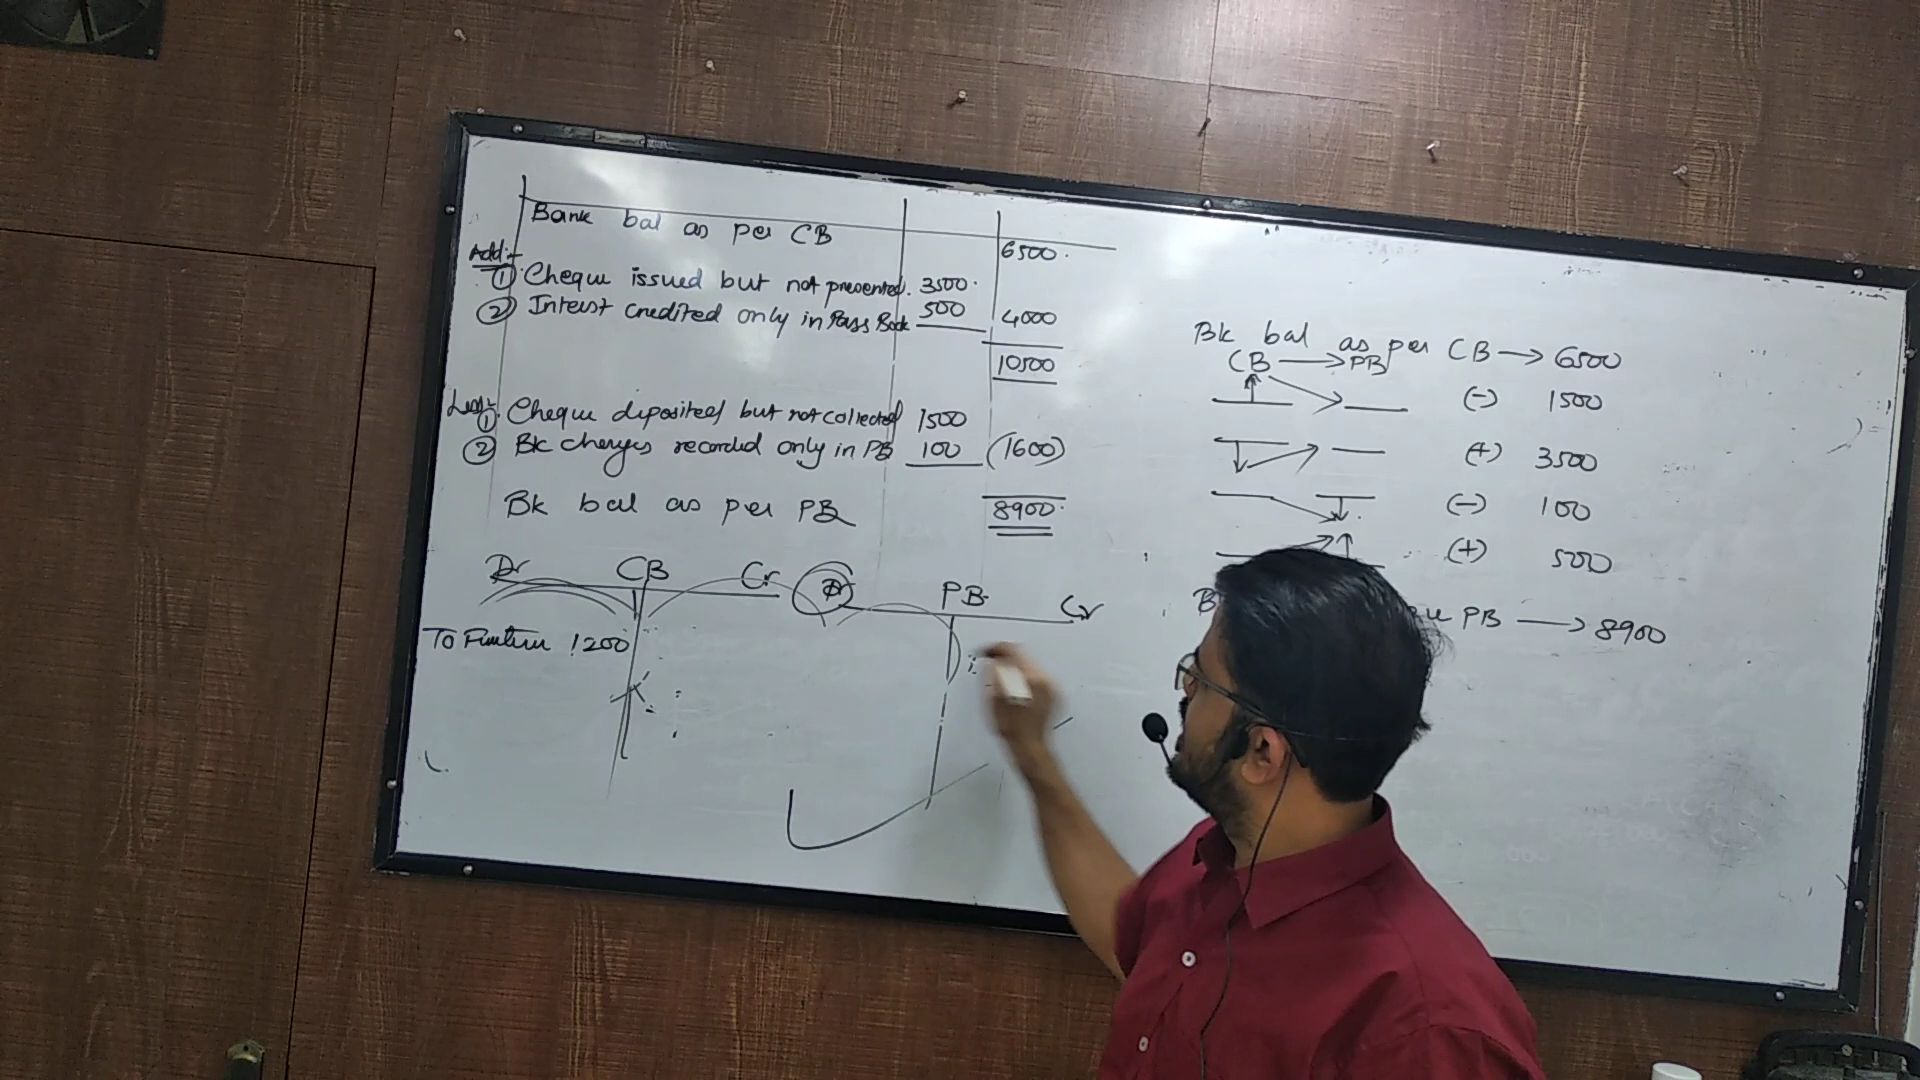 Bank bal as per CB 6500.
Add:-
① Cheque issued but not presented. 3500.
② Interest credited only in Pass Book 500 4000
10500
Less:-
① Cheque deposited but not collected 1500
② Bk charges recorded only in PB 100 (1600)
Bk bal as per PB 8900.
Dr CB Cr
To Furniture 1200
Dr PB Cr
Bk bal as per CB → 6500
CB → PB
(-) 1500
(+) 3500
(-) 100
(+) 500
B PB → 8900